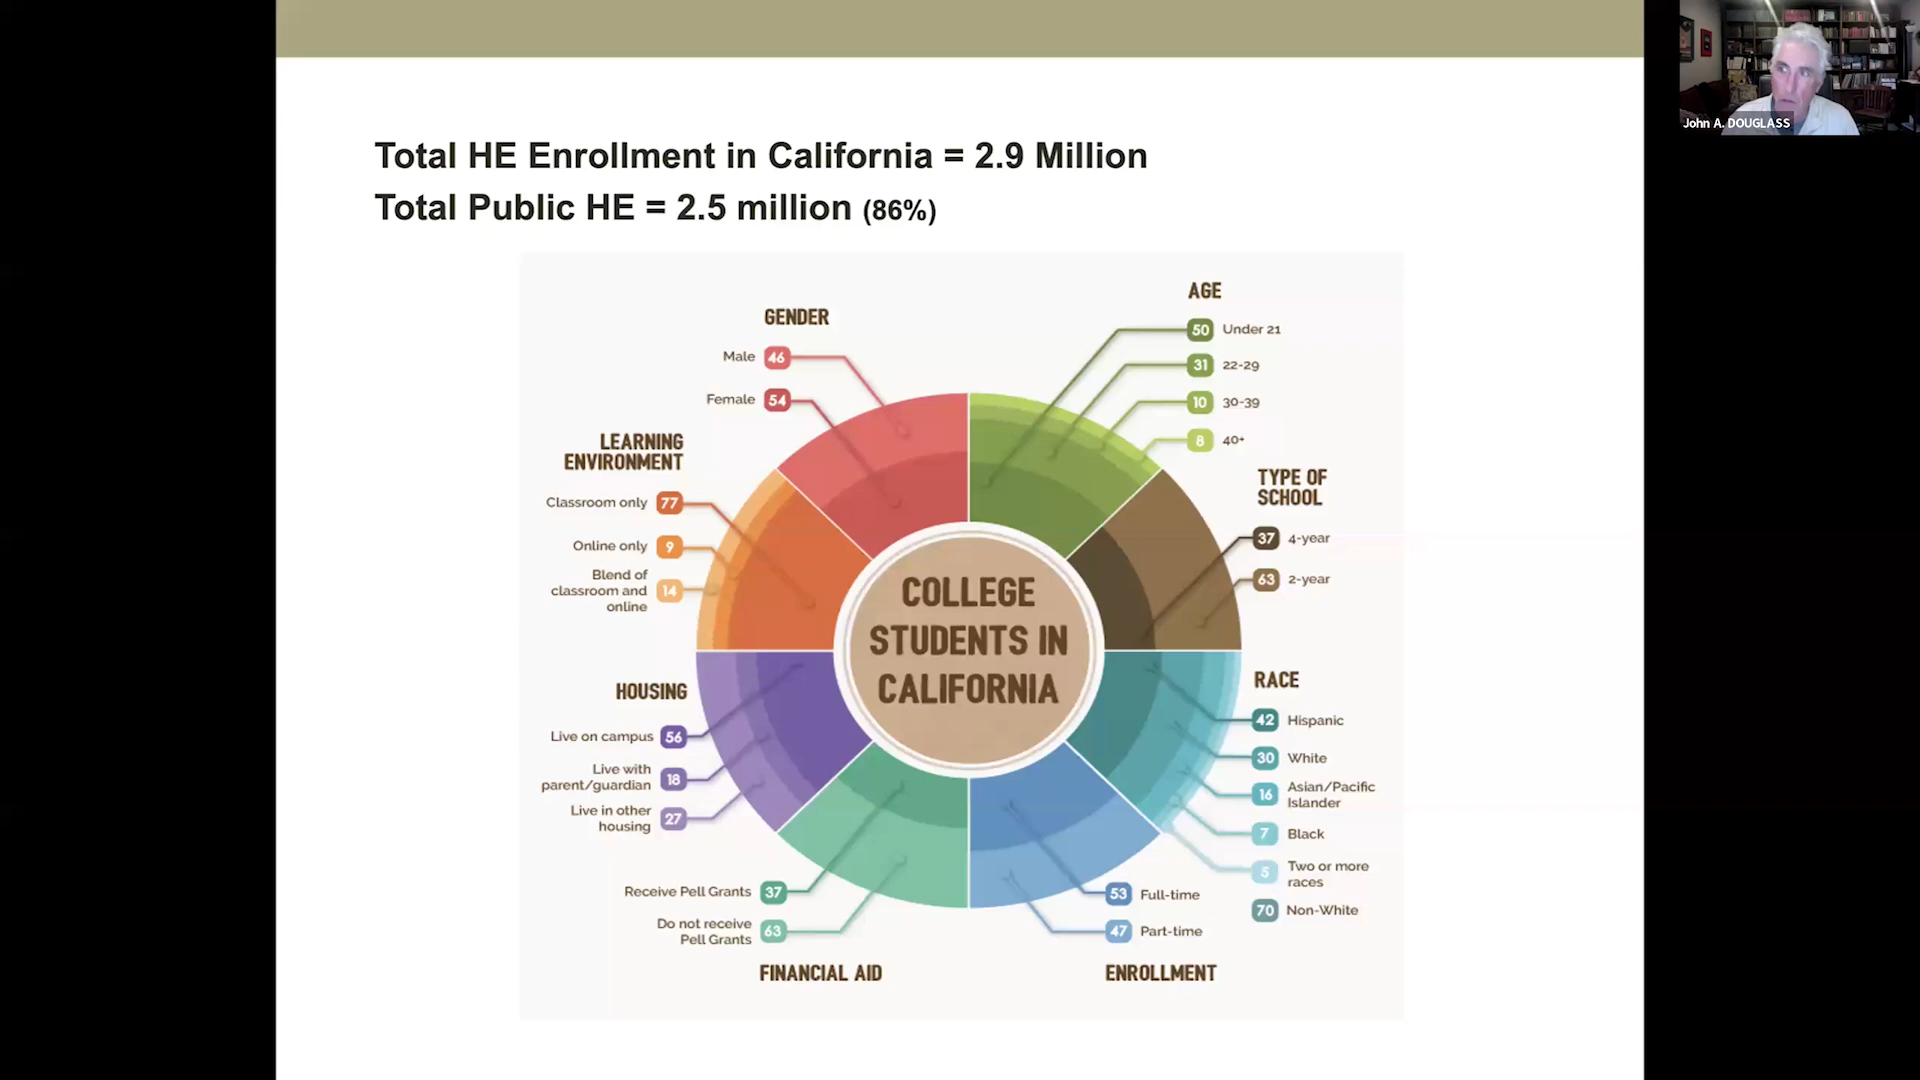 Total HE Enrollment in California = 2.9 Million
Total Public HE = 2.5 million (86%)
John A. DOUGLASS
GENDER
Male 46
Female 54
AGE
50 Under 21
31 22-29
10 30-39
8 40+
LEARNING
ENVIRONMENT
Classroom only 77
Online only 9
Blend of
classroom and 14
online
TYPE OF
SCHOOL
37 4-year
63 2-year
COLLEGE
STUDENTS IN
CALIFORNIA
HOUSING
Live on campus 56
Live with
parent/guardian 18
Live in other
housing 27
RACE
42 Hispanic
30 White
16 Asian/Pacific
Islander
7 Black
5 Two or more
races
70 Non-White
Receive Pell Grants 37
Do not receive
Pell Grants 63
FINANCIAL AID
53 Full-time
47 Part-time
ENROLLMENT